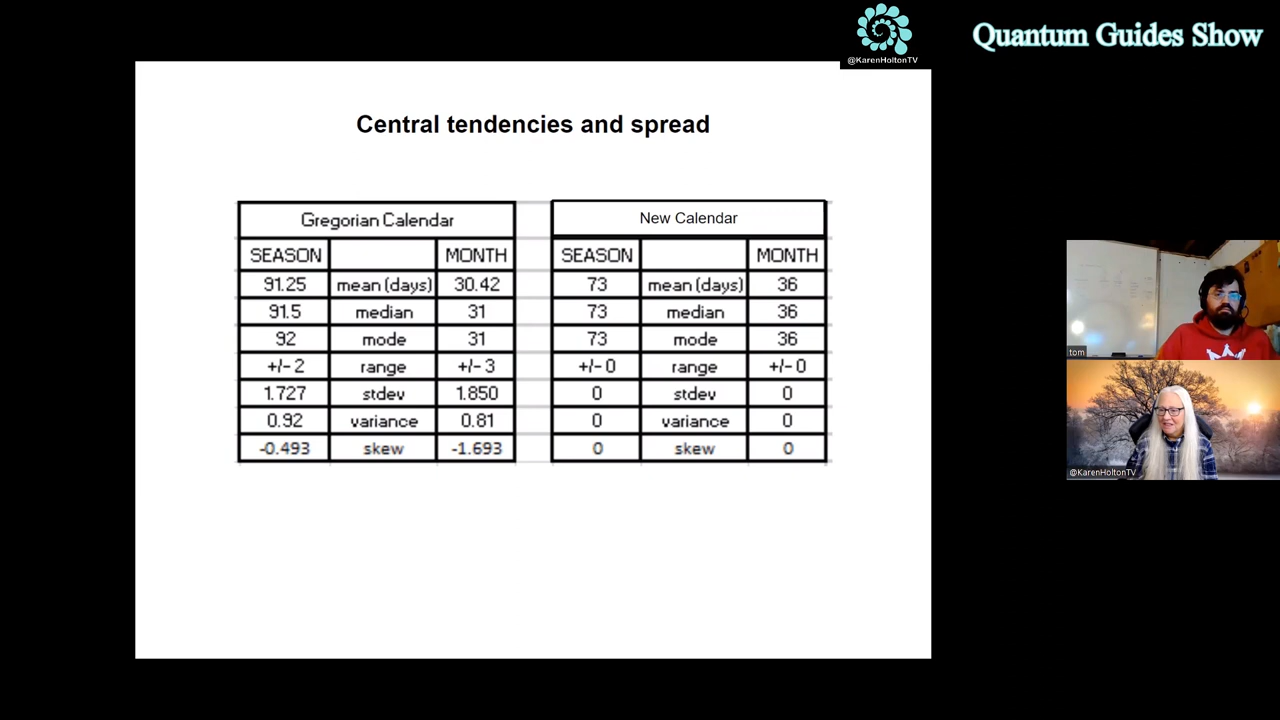 @KarenHoltonTV
Quantum Guides Show
Central tendencies and spread
Gregorian Calendar
SEASON MONTH
91.25 mean (days) 30.42
91.5 median 31
92 mode 31
+/- 2 range +/- 3
1.727 stdev 1.850
0.92 variance 0.81
-0.493 skew -1.693
New Calendar
SEASON MONTH
73 mean (days) 36
73 median 36
73 mode 36
+/- 0 range +/- 0
0 stdev 0
0 variance 0
0 skew 0
tom
@KarenHoltonTV